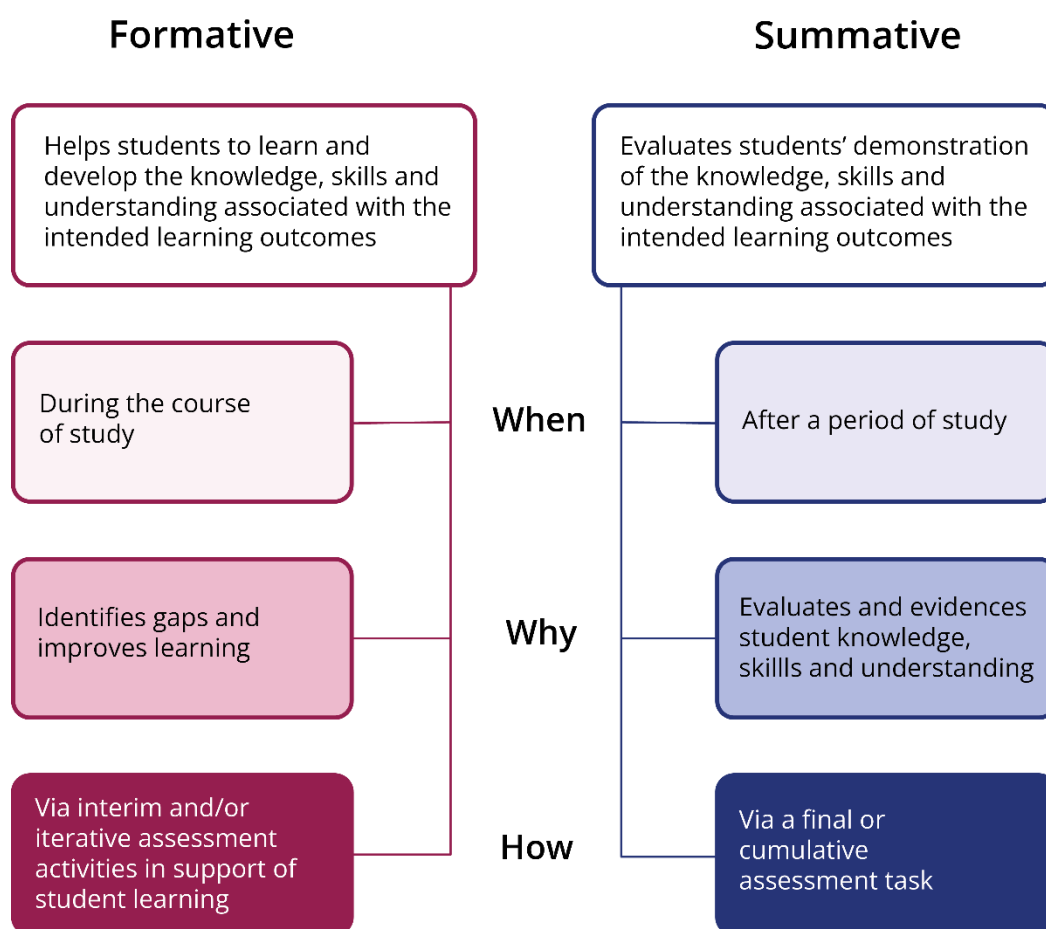 Formative
Summative
Helps students to learn and
develop the knowledge, skills and
understanding associated with the
intended learning outcomes
Evaluates students’ demonstration
of the knowledge, skills and
understanding associated with the
intended learning outcomes
During the course
of study
When
After a period of study
Identifies gaps and
improves learning
Why
Evaluates and evidences
student knowledge,
skillls and understanding
Via interim and/or
iterative assessment
activities in support of
student learning
How
Via a final or
cumulative
assessment task